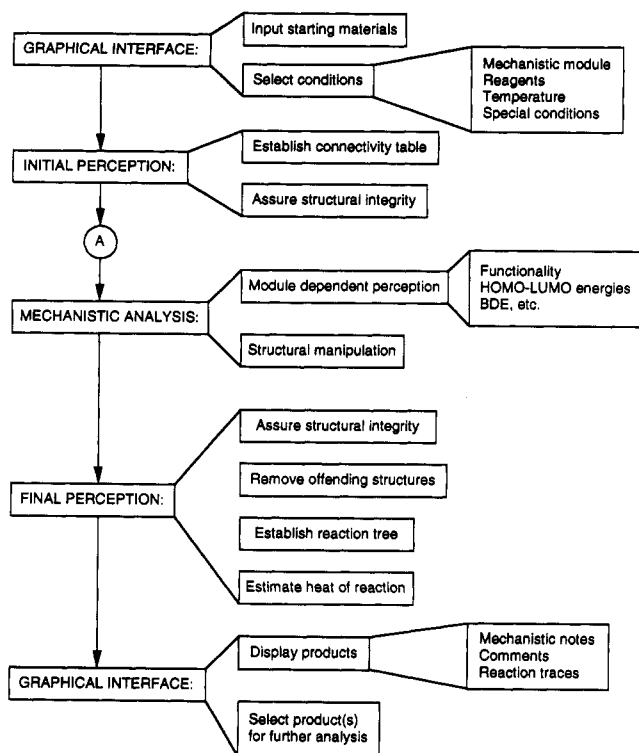 GRAPHICAL INTERFACE:
Input starting materials
Select conditions
Mechanistic module
Reagents
Temperature
Special conditions
INITIAL PERCEPTION:
Establish connectivity table
Assure structural integrity
A
MECHANISTIC ANALYSIS:
Module dependent perception
Functionality
HOMO-LUMO energies
BDE, etc.
Structural manipulation
FINAL PERCEPTION:
Assure structural integrity
Remove offending structures
Establish reaction tree
Estimate heat of reaction
GRAPHICAL INTERFACE:
Display products
Mechanistic notes
Comments
Reaction traces
Select product(s)
for further analysis